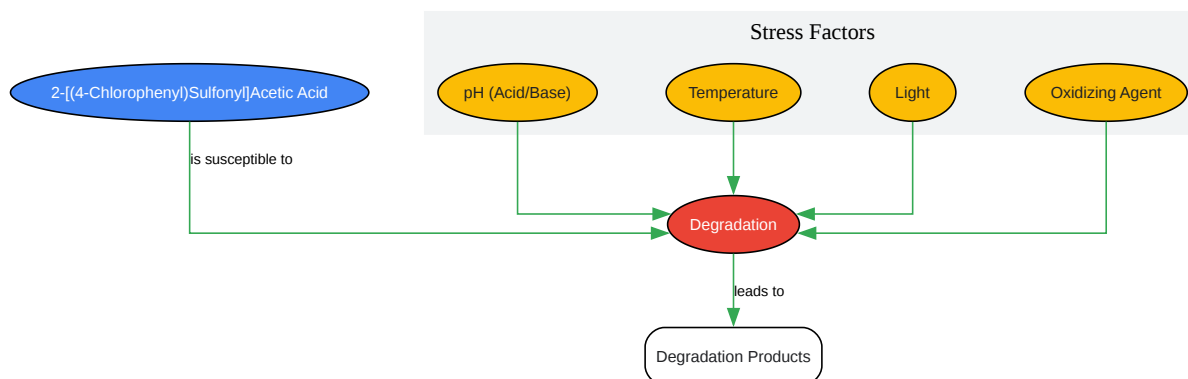 Stress Factors
2-[(4-Chlorophenyl)Sulfonyl]Acetic Acid
pH (Acid/Base)
Temperature
Light
Oxidizing Agent
is susceptible to
Degradation
leads to
Degradation Products